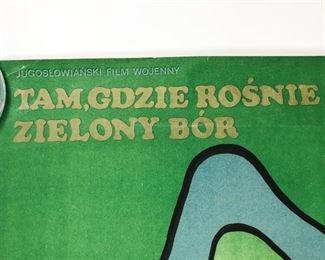 JUGOSŁOWIAŃSKI FILM WOJENNY
TAM, GDZIE ROŚNIE
ZIELONY BÓR